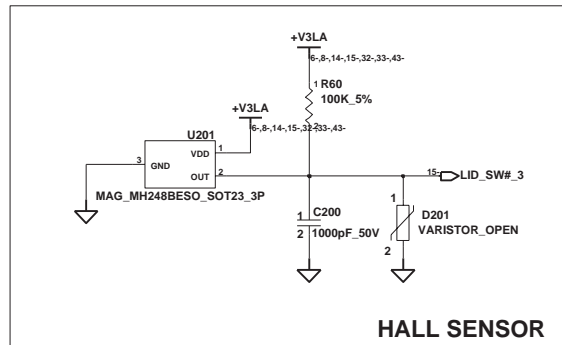 +V3LA
6-,8-,14-,15-,32-,33-,43-
1 R60
100K_5%
2
+V3LA
6-,8-,14-,15-,32-,33-,43-
U201
VDD 1
3 GND
OUT 2
MAG_MH248BESO_SOT23_3P
15- LID_SW#_3
1 C200
2 1000pF_50V
1
D201
VARISTOR_OPEN
2
HALL SENSOR